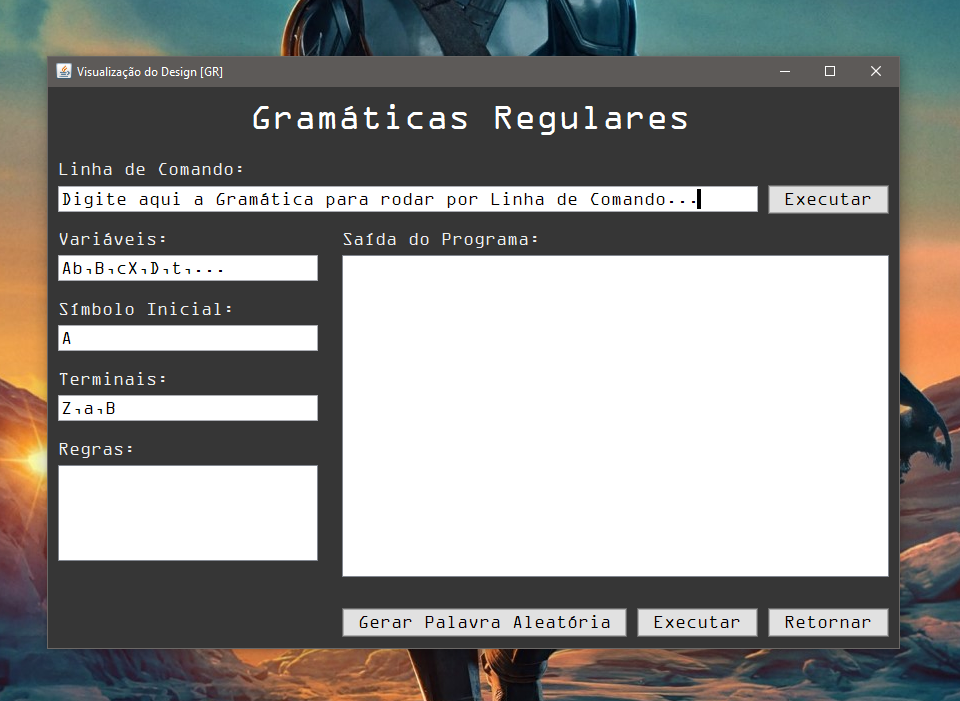 Visualização do Design [GR]
Gramáticas Regulares
Linha de Comando:
Digite aqui a Gramática para rodar por Linha de Comando...
Executar
Variáveis:
Ab,B,cX,D,t,...
Símbolo Inicial:
A
Terminais:
Z,a,B
Regras:
Saída do Programa:
Gerar Palavra Aleatória
Executar
Retornar